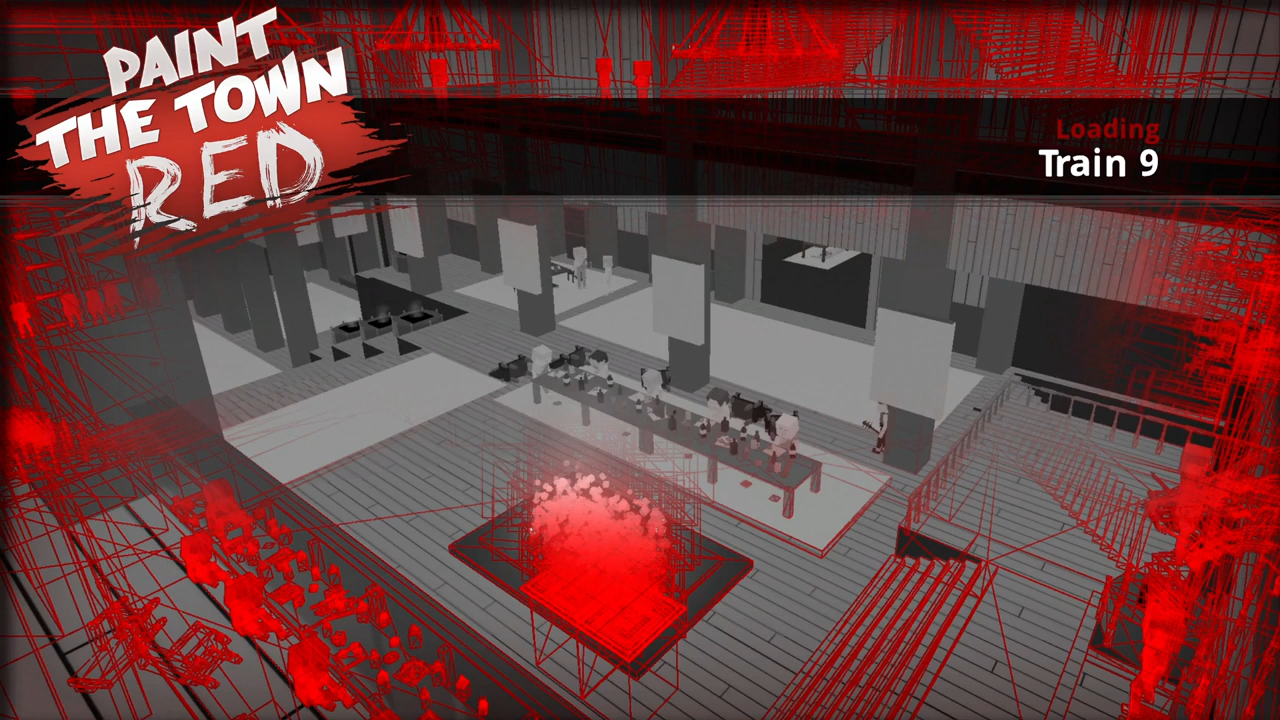 PAINT
THE TOWN
RED
Loading
Train 9